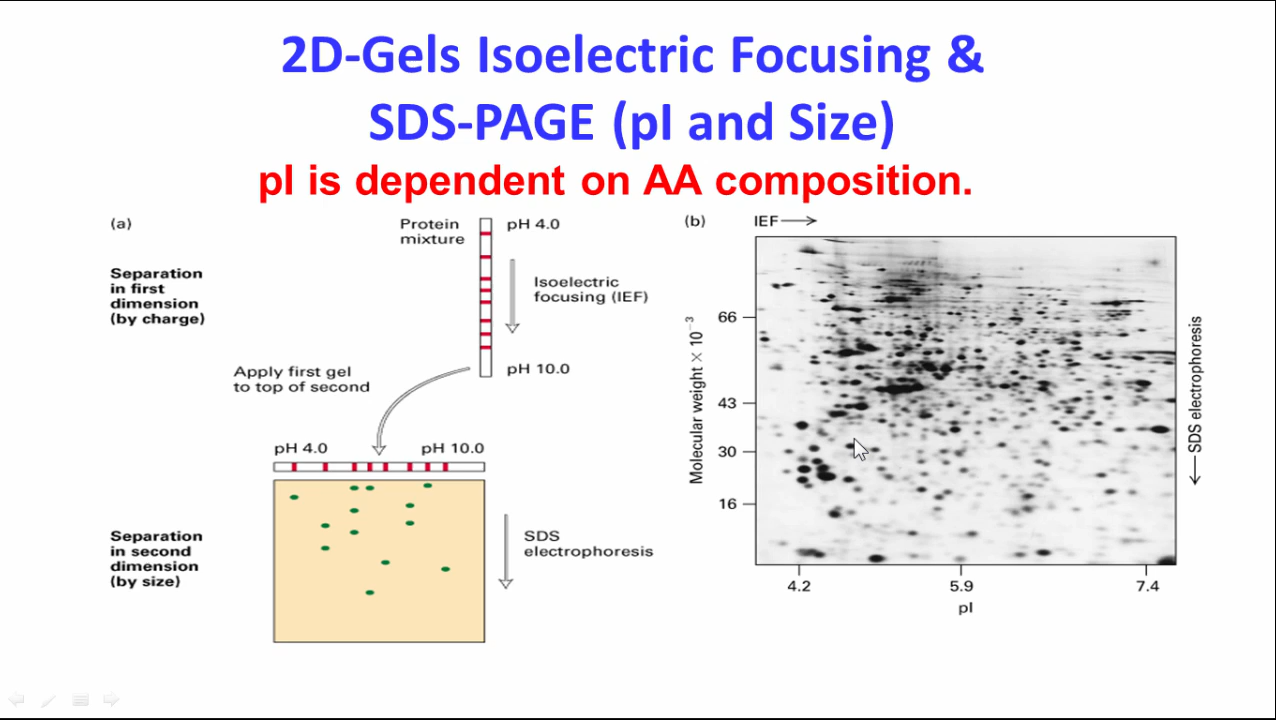 2D-Gels Isoelectric Focusing &
SDS-PAGE (pI and Size)
pI is dependent on AA composition.
(a)
Protein
mixture
pH 4.0
Separation
in first
dimension
(by charge)
Isoelectric
focusing (IEF)
pH 10.0
Apply first gel
to top of second
pH 4.0
pH 10.0
Separation
in second
dimension
(by size)
SDS
electrophoresis
(b)
IEF
Molecular weight × 10⁻³
66
43
30
16
SDS electrophoresis
4.2
5.9
7.4
pI